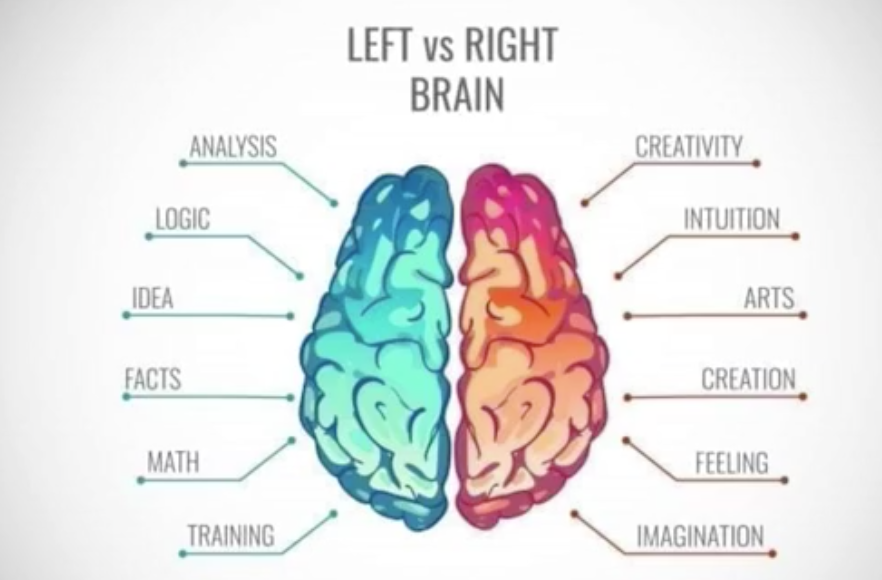 LEFT vs RIGHT
BRAIN
ANALYSIS
LOGIC
IDEA
FACTS
MATH
TRAINING
CREATIVITY
INTUITION
ARTS
CREATION
FEELING
IMAGINATION